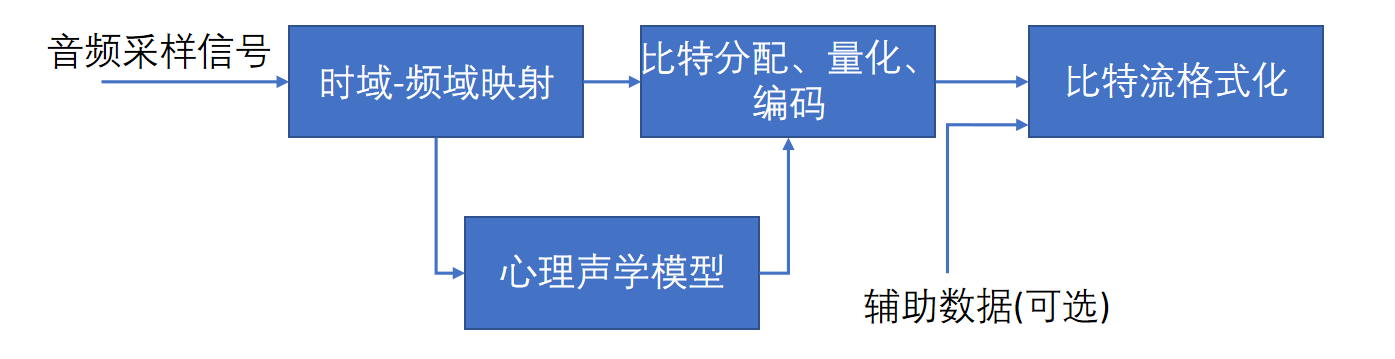 音频采样信号
时域-频域映射
比特分配、量化、
编码
比特流格式化
心理声学模型
辅助数据(可选)